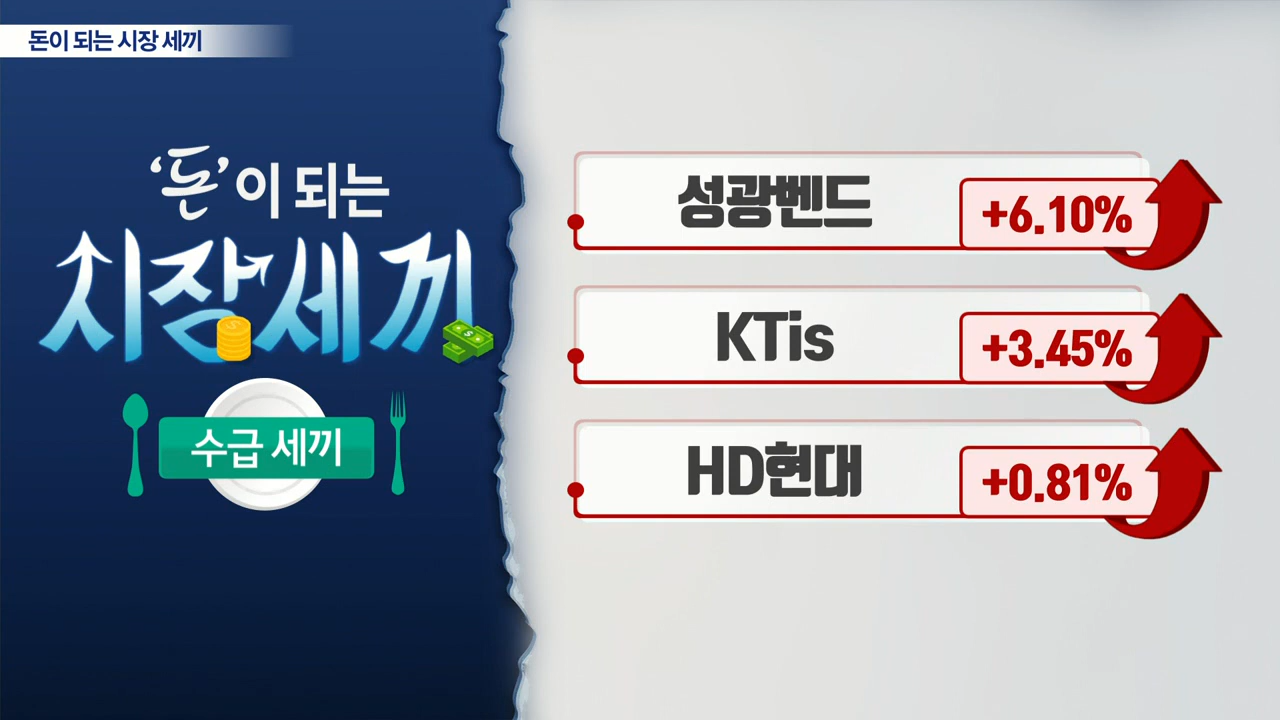 돈이 되는 시장 세끼
‘돈’이 되는
시장세끼
수급 세끼
성광벤드
+6.10%
KTis
+3.45%
HD현대
+0.81%